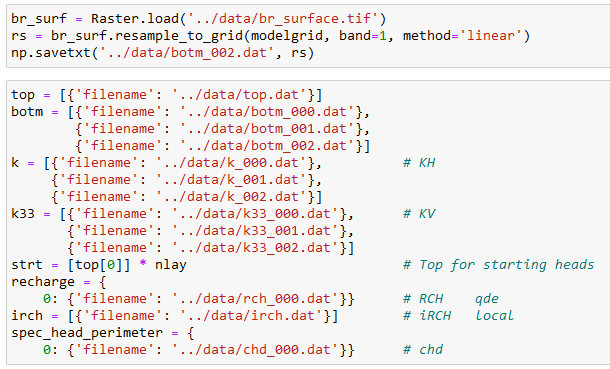 br_surf = Raster.load('../data/br_surface.tif')
rs = br_surf.resample_to_grid(modelgrid, band=1, method='linear')
np.savetxt('../data/botm_002.dat', rs)
top = [{'filename': '../data/top.dat'}]
botm = [{'filename': '../data/botm_000.dat'},
        {'filename': '../data/botm_001.dat'},
        {'filename': '../data/botm_002.dat'}]
k = [{'filename': '../data/k_000.dat'},          # KH
     {'filename': '../data/k_001.dat'},
     {'filename': '../data/k_002.dat'}]
k33 = [{'filename': '../data/k33_000.dat'},      # KV
       {'filename': '../data/k33_001.dat'},
       {'filename': '../data/k33_002.dat'}]
strt = [top[0]] * nlay                           # Top for starting heads
recharge = {
    0: {'filename': '../data/rch_000.dat'}}      # RCH   qde
irch = [{'filename': '../data/irch.dat'}]        # iRCH  local
spec_head_perimeter = {
    0: {'filename': '../data/chd_000.dat'}}      # chd